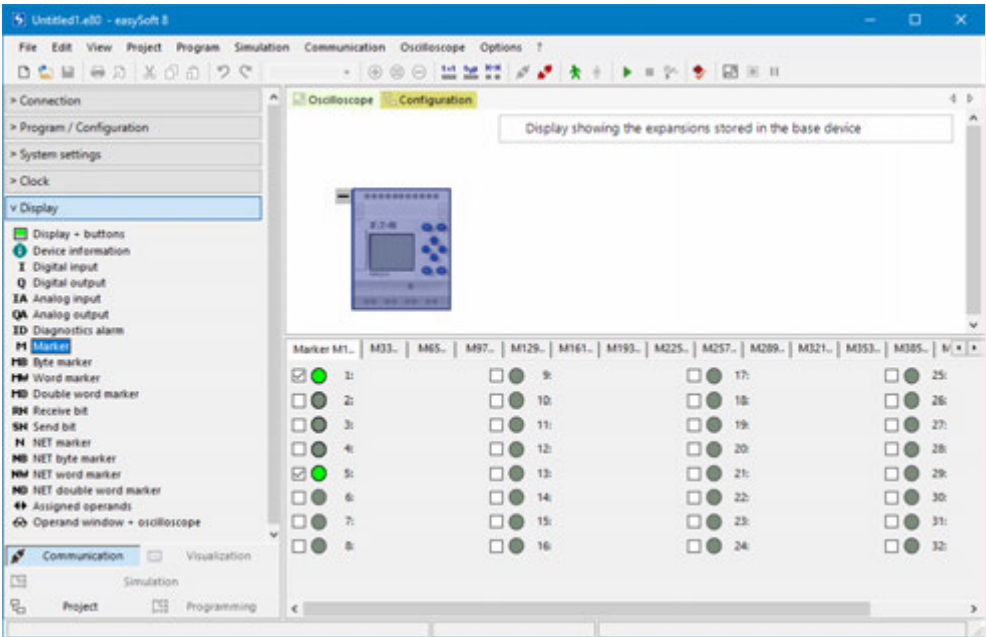 Untitled1.e80 - easySoft 8
File Edit View Project Program Simulation Communication Oscilloscope Options ?
> Connection
> Program / Configuration
> System settings
> Clock
v Display
Display + buttons
Device information
I Digital input
Q Digital output
IA Analog input
QA Analog output
ID Diagnostics alarm
M Marker
MB Byte marker
MW Word marker
MD Double word marker
RN Receive bit
SN Send bit
N NET marker
NB NET byte marker
NW NET word marker
ND NET double word marker
Assigned operands
Operand window + oscilloscope
Communication Visualization
Simulation
Project Programming
Oscilloscope Configuration
Display showing the expansions stored in the base device
Marker M1... M33... M65... M97... M129... M161... M193... M225... M257... M289... M321... M353... M385... M
1: 9: 17: 25:
2: 10: 18: 26:
3: 11: 19: 27:
4: 12: 20: 28:
5: 13: 21: 29:
6: 14: 22: 30:
7: 15: 23: 31:
8: 16: 24: 32: